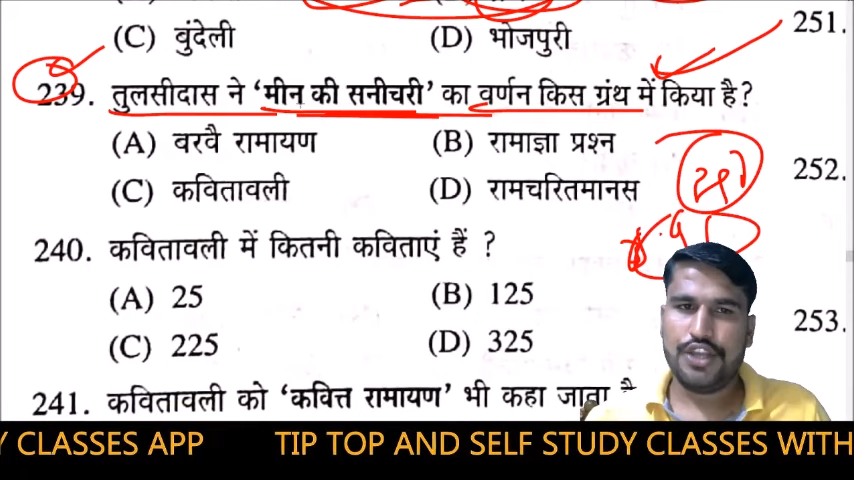 (C) वुंदेली (D) भोजपुरी
251.
239. तुलसीदास ने 'मीन की सनीचरी' का वर्णन किस ग्रंथ में किया है?
(A) वरवै रामायण (B) रामाज्ञा प्रश्न
252.
(C) कवितावली (D) रामचरितमानस
240. कवितावली में कितनी कविताएं हैं ?
(A) 25 (B) 125
253.
(C) 225 (D) 325
241. कवितावली को 'कवित्त रामायण' भी कहा जाता है
Y CLASSES APP TIP TOP AND SELF STUDY CLASSES WITH